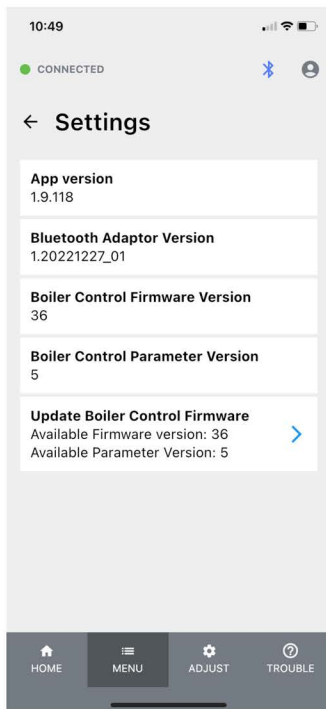 10:49
CONNECTED
Settings
App version
1.9.118
Bluetooth Adaptor Version
1.20221227_01
Boiler Control Firmware Version
36
Boiler Control Parameter Version
5
Update Boiler Control Firmware
Available Firmware version: 36
Available Parameter Version: 5
HOME MENU ADJUST TROUBLE